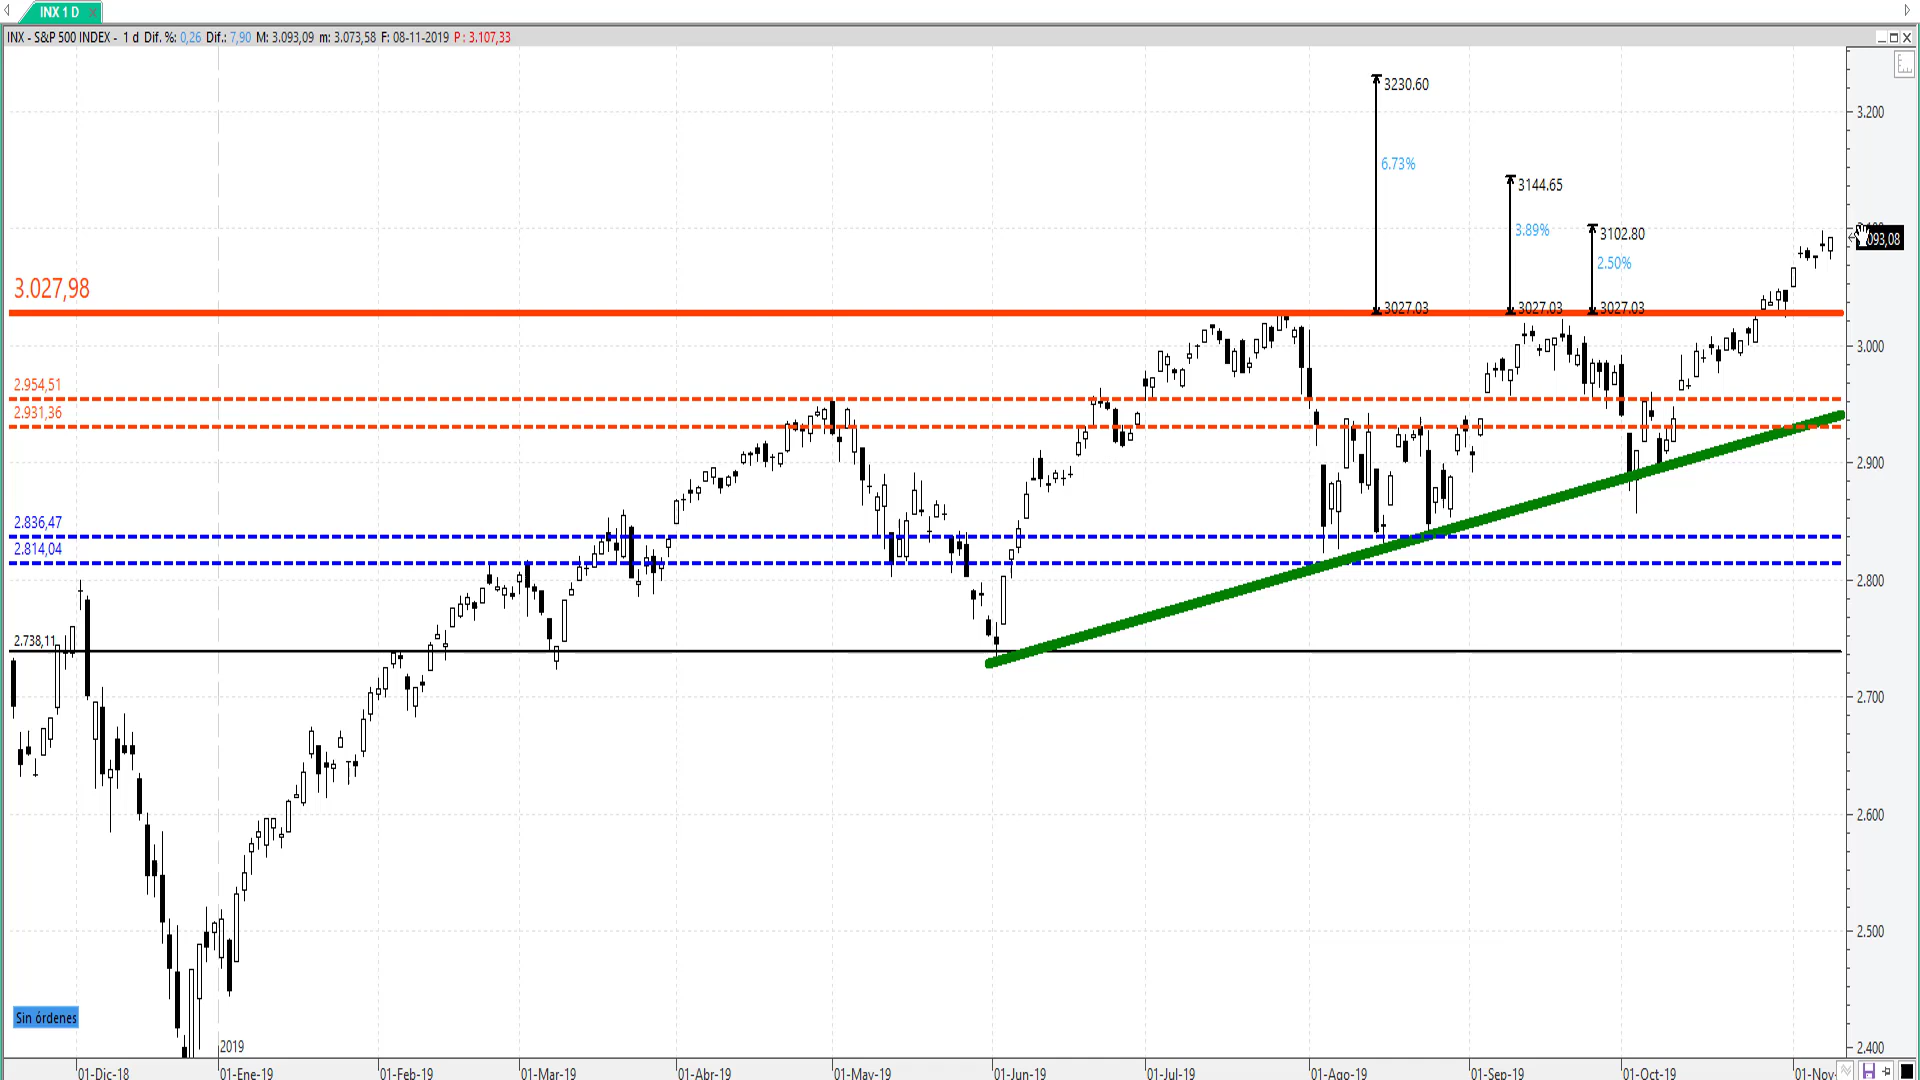 INX 1 D
INX - S&P 500 INDEX - 1 d Dif. %: 0,26 Dif.: 7,90 M: 3.093,09 m: 3.073,58 F: 08-11-2019 P: 3.107,33
3230.60
6.73%
3027.03
3144.65
3.89%
3027.03
3102.80
2.50%
3027.03
3.027,98
2.954,51
2.931,36
2.836,47
2.814,04
2.738,11
3.200
093,08
3.000
2.900
2.800
2.700
2.600
2.500
2.400
Sin órdenes
2019
01-Dic-18
01-Ene-19
01-Feb-19
01-Mar-19
01-Abr-19
01-May-19
01-Jun-19
01-Jul-19
01-Ago-19
01-Sep-19
01-Oct-19
01-Nov-